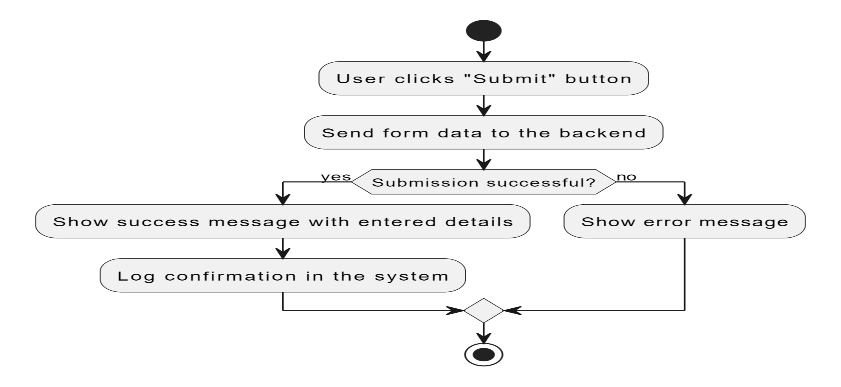 User clicks "Submit" button
Send form data to the backend
yes
Submission successful?
no
Show success message with entered details
Show error message
Log confirmation in the system